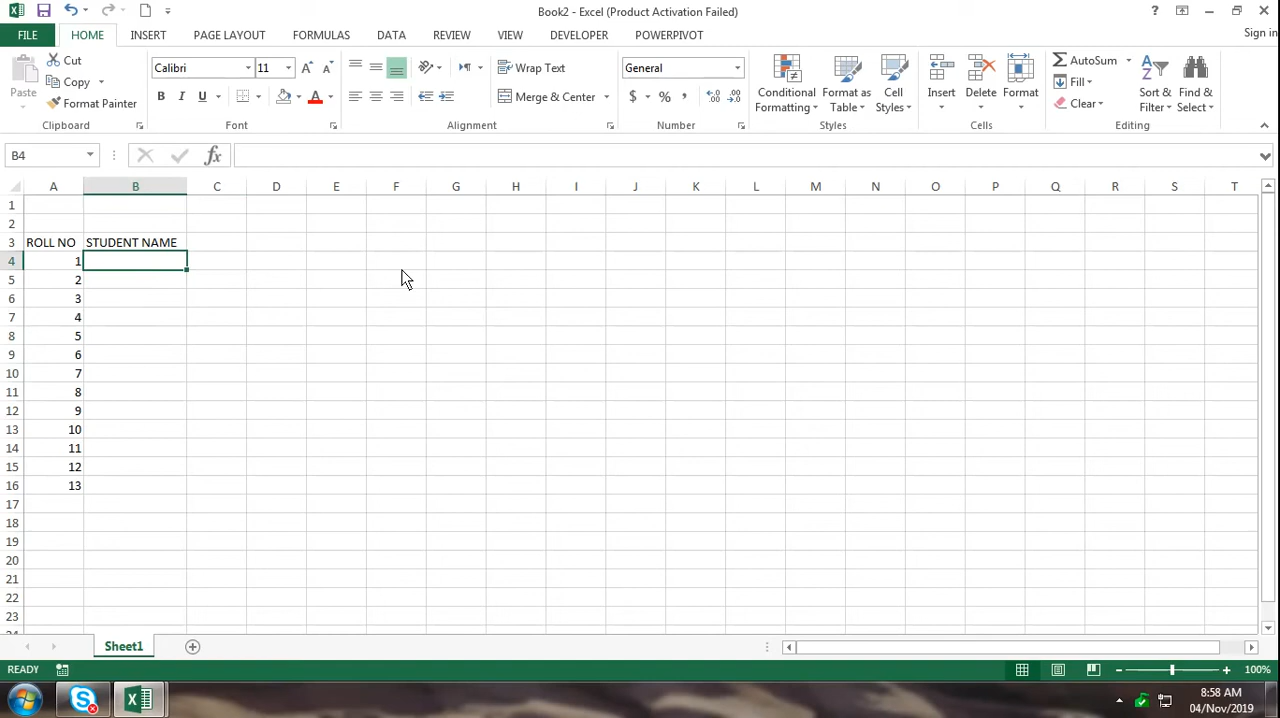 Book2 - Excel (Product Activation Failed)
FILE HOME INSERT PAGE LAYOUT FORMULAS DATA REVIEW VIEW DEVELOPER POWERPIVOT Sign in
Paste
Cut
Copy
Format Painter
Clipboard
Calibri 11
B I U
Font
Wrap Text
Merge & Center
Alignment
General
$ % ,
Number
Conditional Formatting
Format as Table
Cell Styles
Styles
Insert Delete Format
Cells
AutoSum
Fill
Clear
Sort & Filter
Find & Select
Editing
B4 fx
A B C D E F G H I J K L M N O P Q R S T
1
2
3 ROLL NO STUDENT NAME
4 1
5 2
6 3
7 4
8 5
9 6
10 7
11 8
12 9
13 10
14 11
15 12
16 13
17
18
19
20
21
22
23
24
Sheet1
READY 100%
8:58 AM
04/Nov/2019